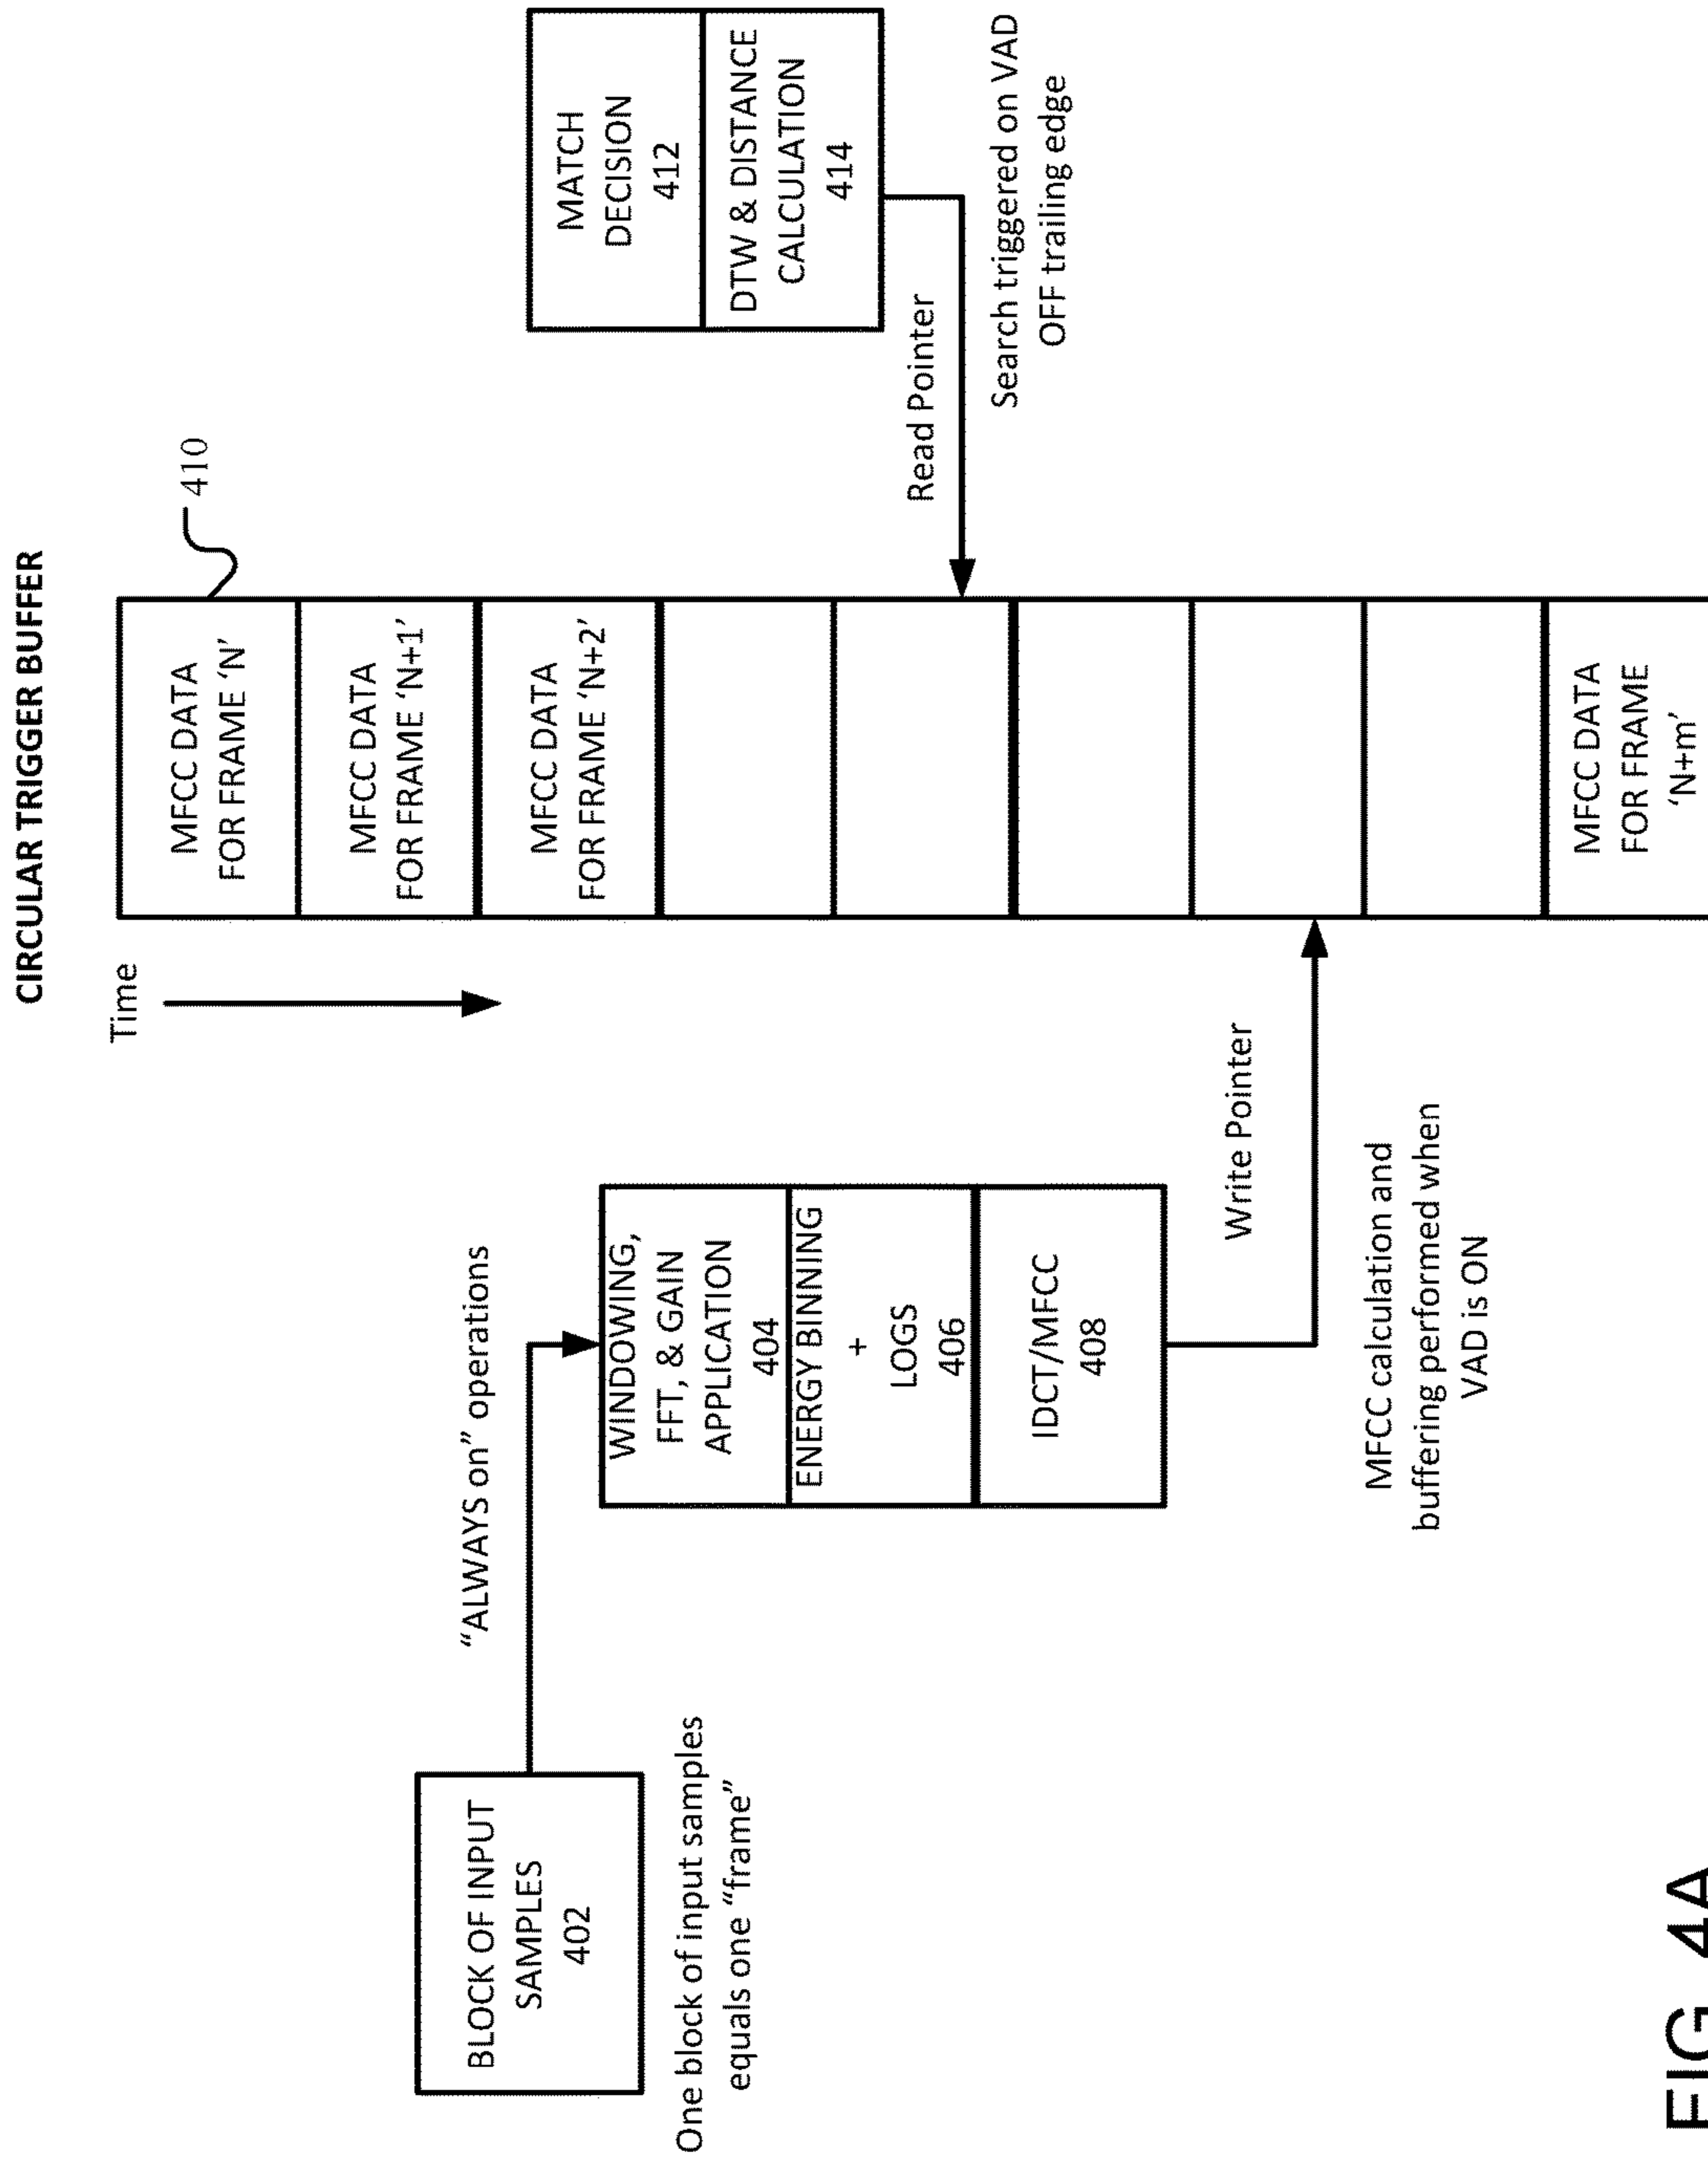 CIRCULAR TRIGGER BUFFER
Time
MFCC DATA
FOR FRAME ‘N’
410
MFCC DATA
FOR FRAME ‘N+1’
MFCC DATA
FOR FRAME ‘N+2’
MFCC DATA
FOR FRAME
‘N+m’
BLOCK OF INPUT
SAMPLES
402
One block of input samples
equals one “frame”
“ALWAYS on” operations
WINDOWING,
FFT, & GAIN
APPLICATION
404
ENERGY BINNING
+
LOGS
406
IDCT/MFCC
408
Write Pointer
MFCC calculation and
buffering performed when
VAD is ON
MATCH
DECISION
412
DTW & DISTANCE
CALCULATION
414
Read Pointer
Search triggered on VAD
OFF trailing edge
FIG. 4A